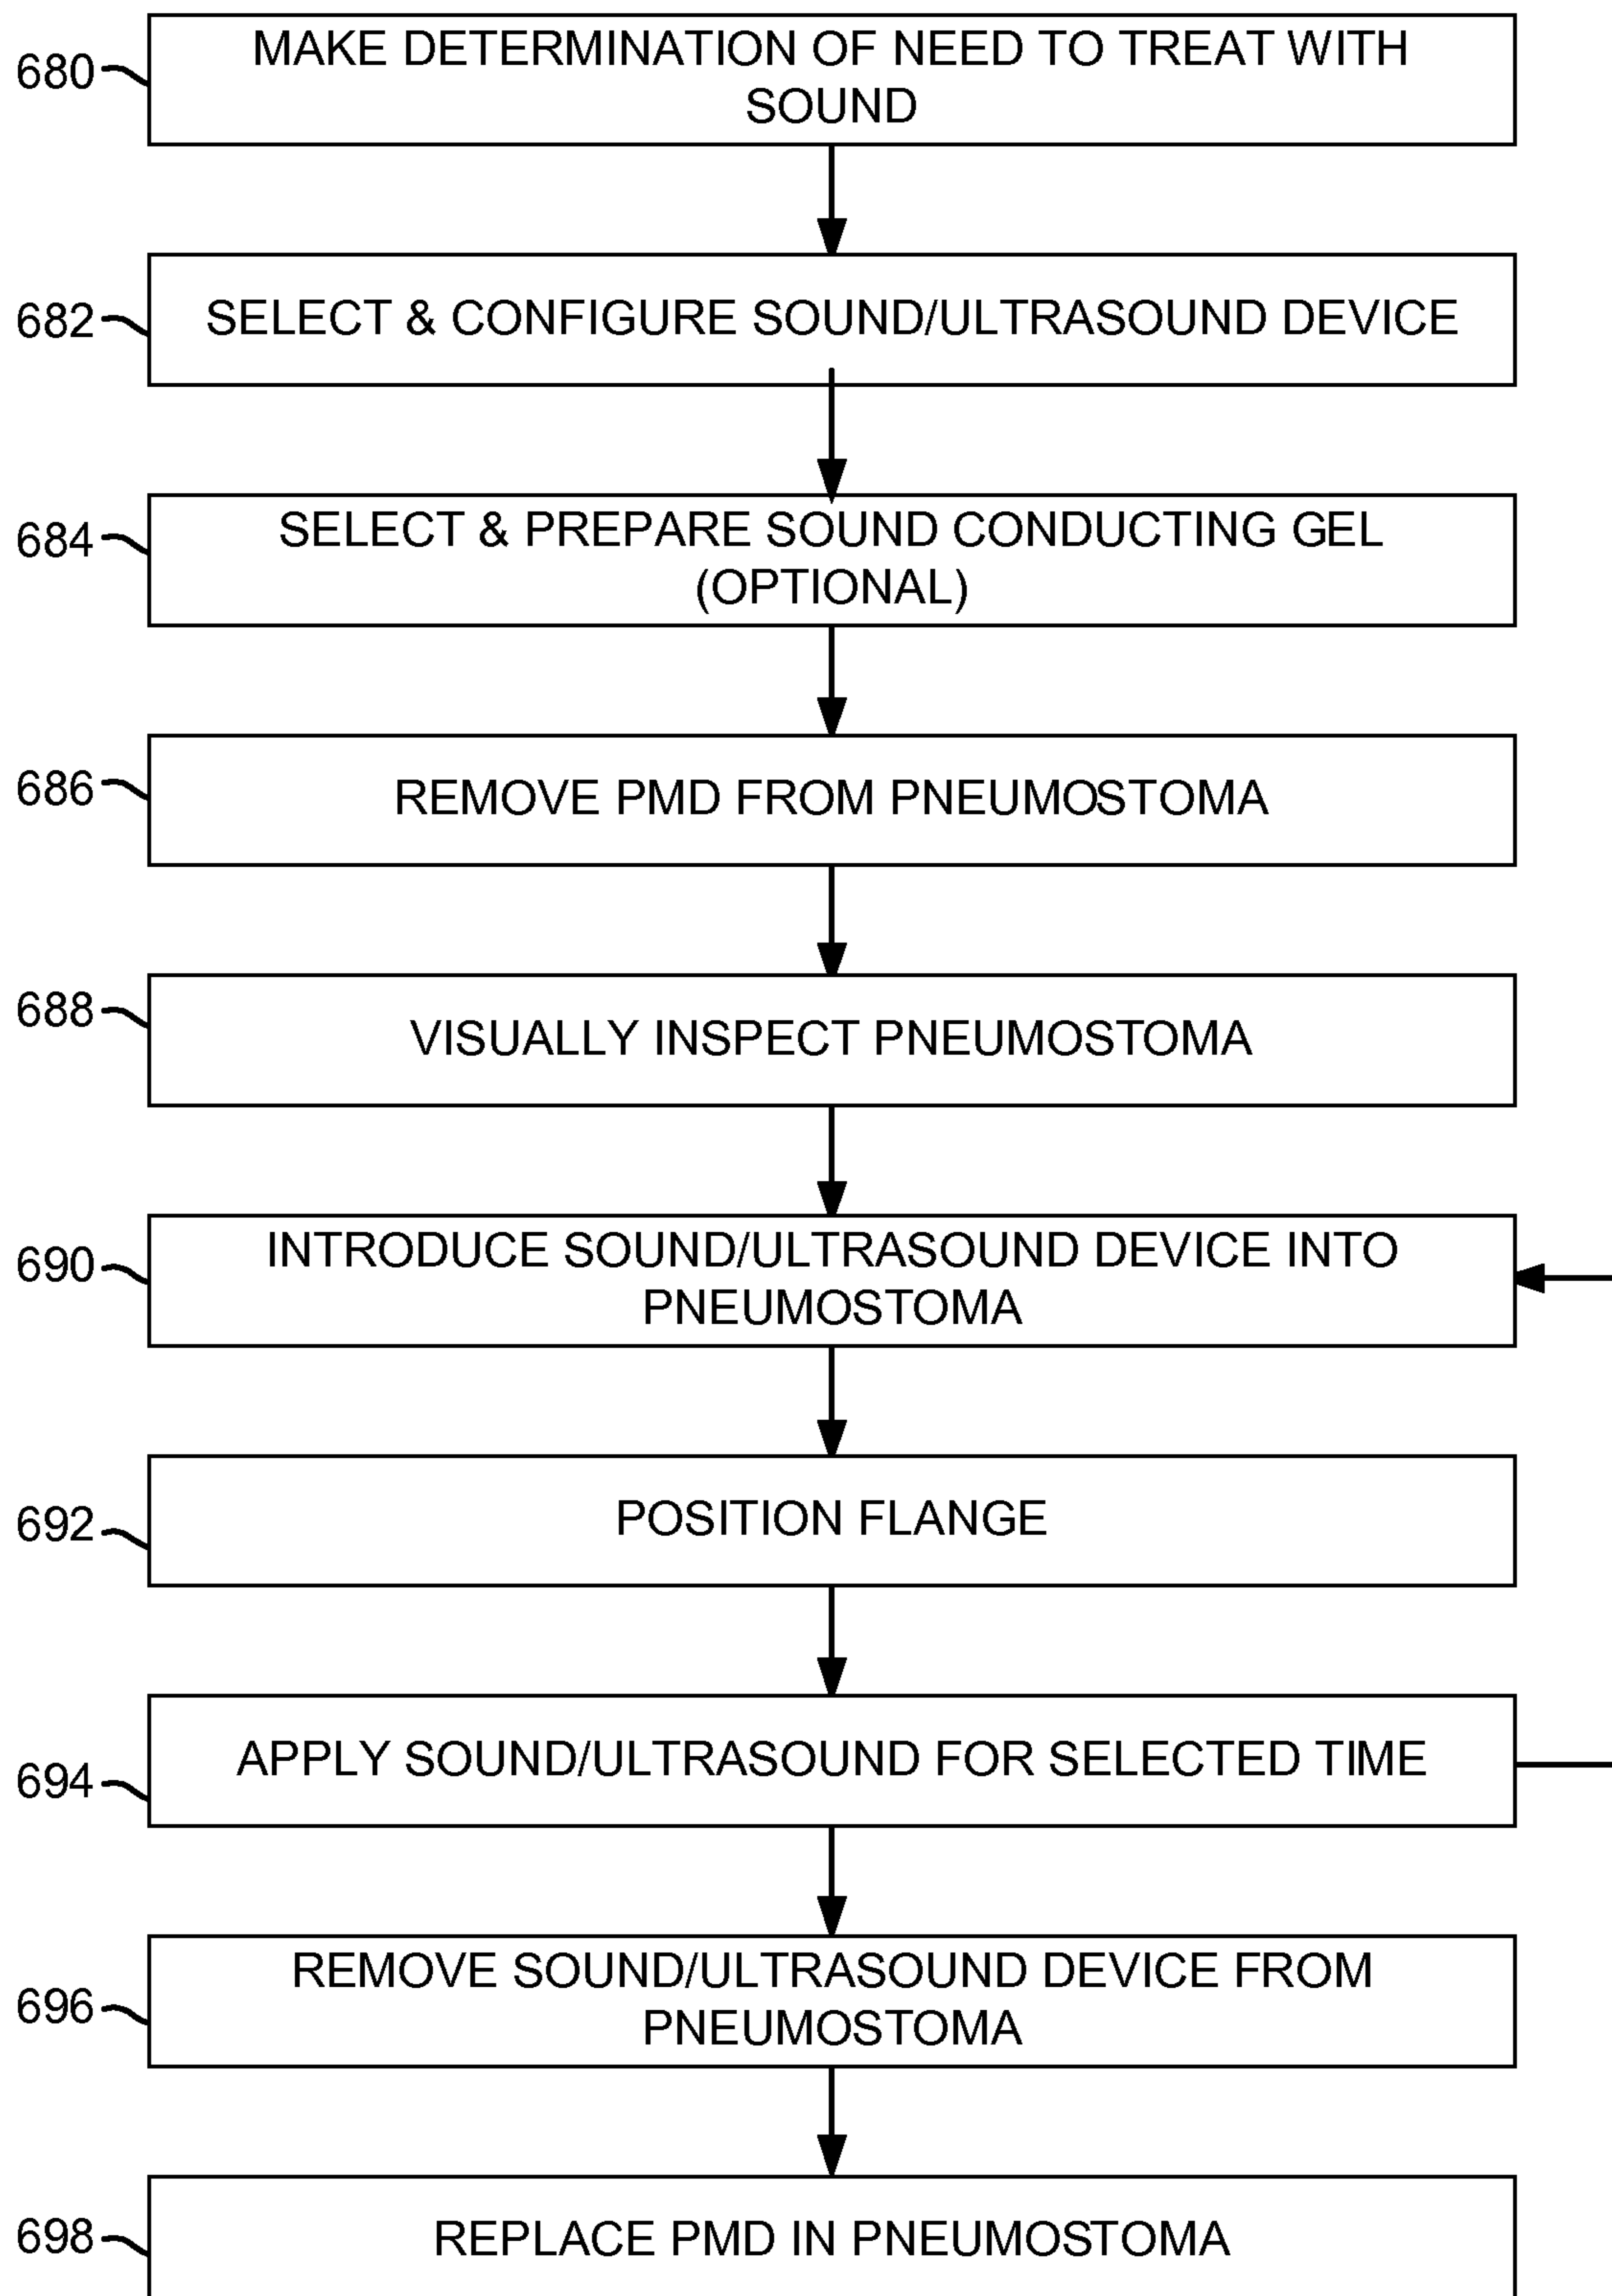 680
MAKE DETERMINATION OF NEED TO TREAT WITH
SOUND
682
SELECT & CONFIGURE SOUND/ULTRASOUND DEVICE
684
SELECT & PREPARE SOUND CONDUCTING GEL
(OPTIONAL)
686
REMOVE PMD FROM PNEUMOSTOMA
688
VISUALLY INSPECT PNEUMOSTOMA
690
INTRODUCE SOUND/ULTRASOUND DEVICE INTO
PNEUMOSTOMA
692
POSITION FLANGE
694
APPLY SOUND/ULTRASOUND FOR SELECTED TIME
696
REMOVE SOUND/ULTRASOUND DEVICE FROM
PNEUMOSTOMA
698
REPLACE PMD IN PNEUMOSTOMA